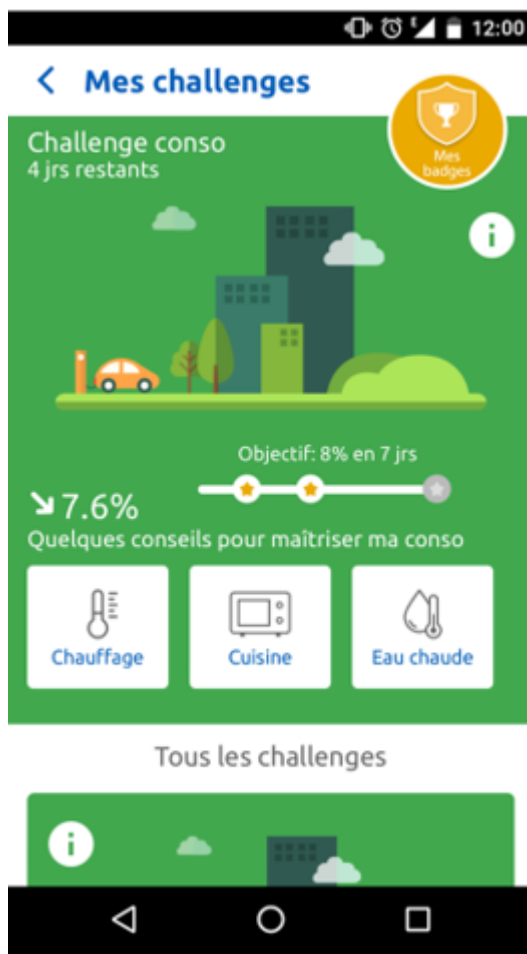 12:00
Mes challenges
Mes
badges
Challenge conso
4 jrs restants
Objectif: 8% en 7 jrs
7.6%
Quelques conseils pour maîtriser ma conso
Chauffage
Cuisine
Eau chaude
Tous les challenges